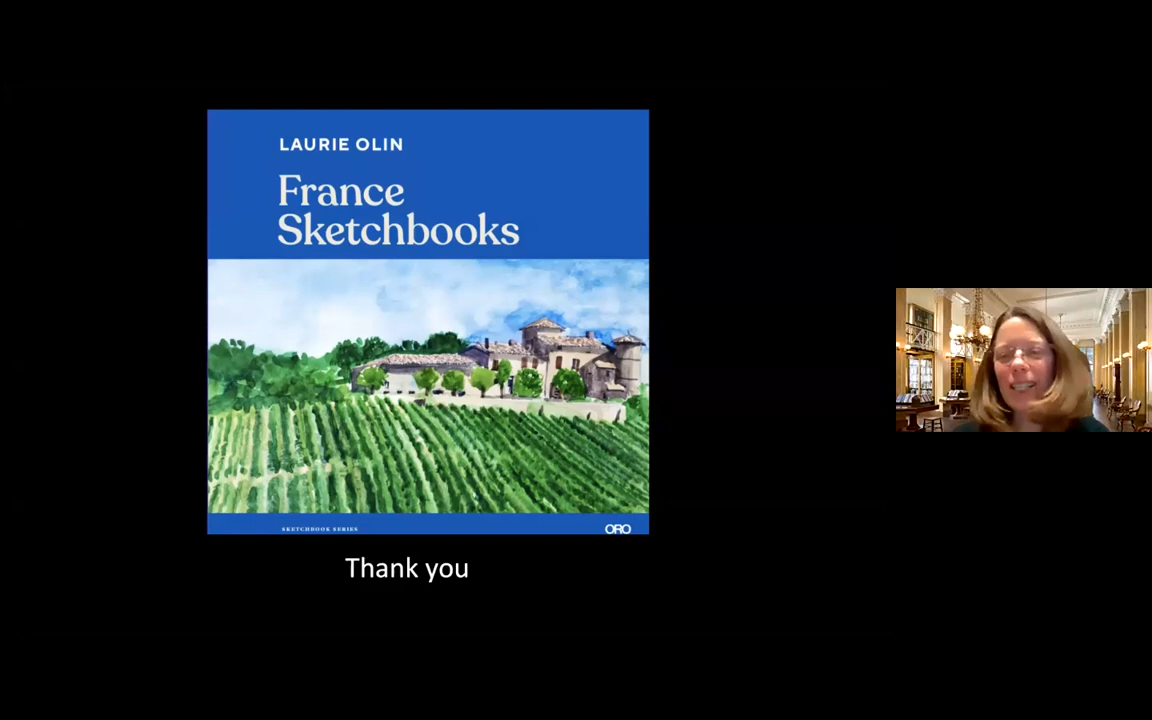 LAURIE OLIN
France
Sketchbooks
SKETCHBOOK SERIES
ORO
Thank you